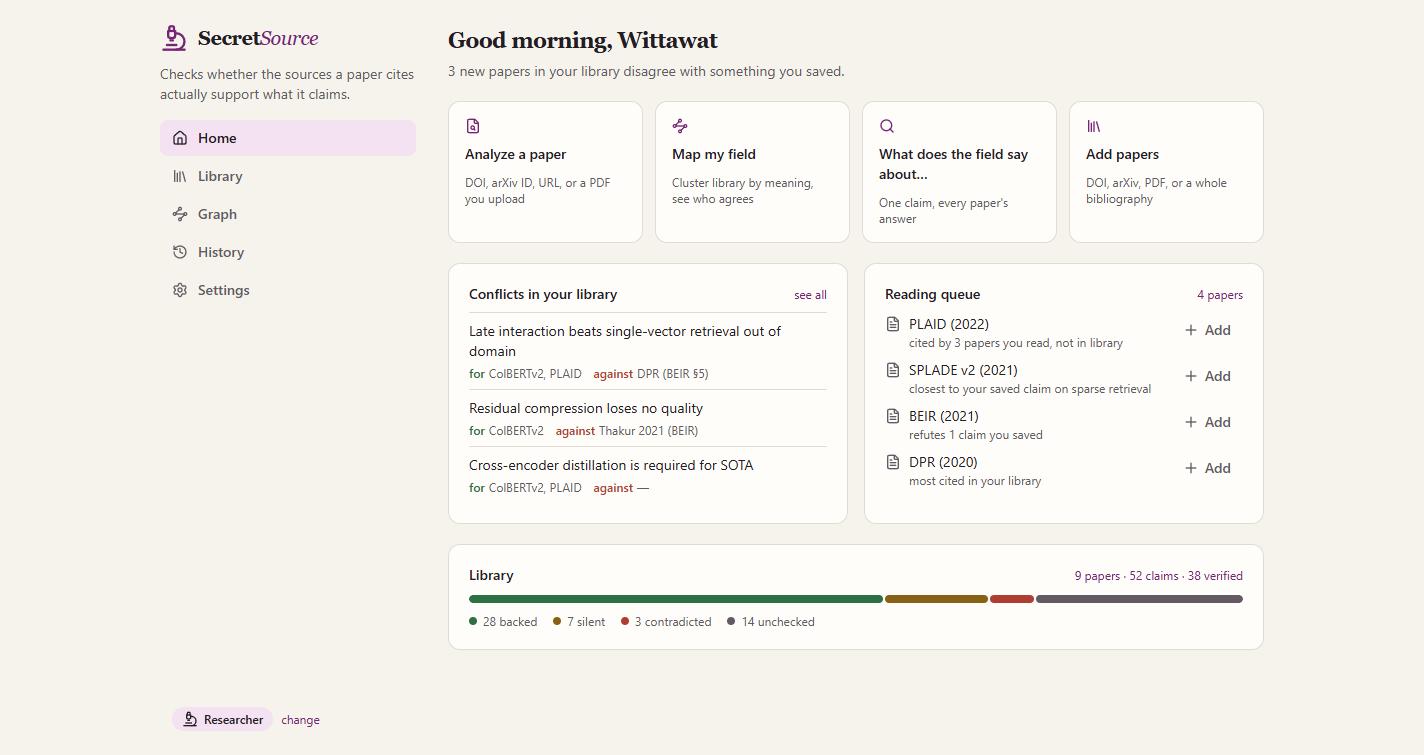 SecretSource
Checks whether the sources a paper cites
actually support what it claims.
Home
Library
Graph
History
Settings
Researcher change
Good morning, Wittawat
3 new papers in your library disagree with something you saved.
Analyze a paper
DOI, arXiv ID, URL, or a PDF
you upload
Map my field
Cluster library by meaning,
see who agrees
What does the field say
about...
One claim, every paper's
answer
Add papers
DOI, arXiv, PDF, or a whole
bibliography
Conflicts in your library see all
Late interaction beats single-vector retrieval out of
domain
for ColBERTv2, PLAID against DPR (BEIR §5)
Residual compression loses no quality
for ColBERTv2 against Thakur 2021 (BEIR)
Cross-encoder distillation is required for SOTA
for ColBERTv2, PLAID against —
Reading queue 4 papers
PLAID (2022) + Add
cited by 3 papers you read, not in library
SPLADE v2 (2021) + Add
closest to your saved claim on sparse retrieval
BEIR (2021) + Add
refutes 1 claim you saved
DPR (2020) + Add
most cited in your library
Library 9 papers · 52 claims · 38 verified
28 backed 7 silent 3 contradicted 14 unchecked